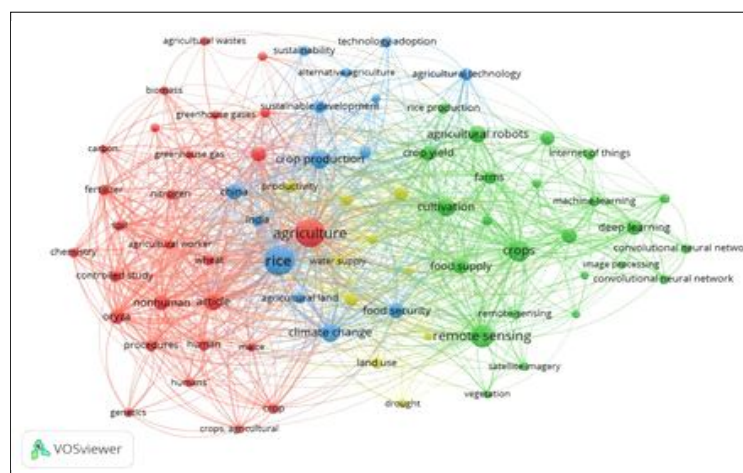 agricultural wastes
sustainability
technology adoption
alternative agriculture
agricultural technology
biomass
sustainable development
rice production
greenhouse gases
agricultural robots
carbon
greenhouse gas
crop production
crop yield
internet of things
fertilizer
nitrogen
china
productivity
farms
machine learning
india
cultivation
soil
agriculture
deep learning
chemistry
agricultural worker
crops
convolutional neural netwo
wheat
rice
water supply
food supply
image processing
controlled study
convolutional neural network
agricultural land
nonhuman
article
food security
remote-sensing
oryza
climate change
remote sensing
procedures
human
maize
land use
satellite imagery
humans
vegetation
drought
genetics
crop
crops, agricultural
VOSviewer